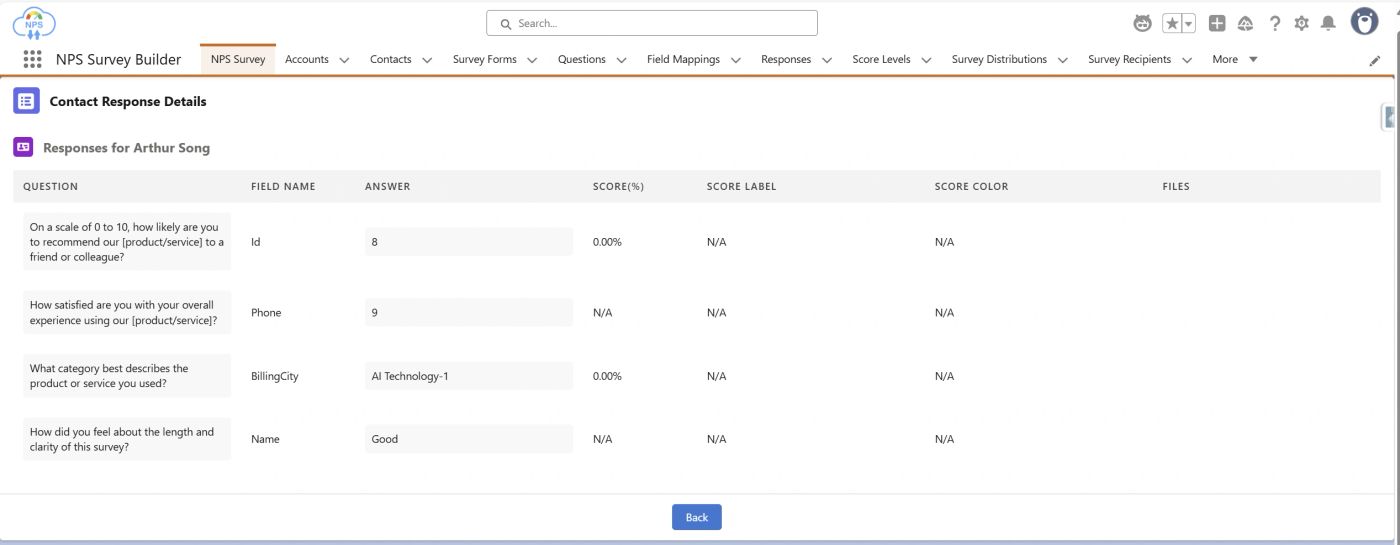 NPS
Search...
NPS Survey Builder
NPS Survey
Accounts
Contacts
Survey Forms
Questions
Field Mappings
Responses
Score Levels
Survey Distributions
Survey Recipients
More
Contact Response Details
Responses for Arthur Song
QUESTION FIELD NAME ANSWER SCORE(%) SCORE LABEL SCORE COLOR FILES
On a scale of 0 to 10, how likely are you
to recommend our [product/service] to a
friend or colleague?
Id 8 0.00% N/A N/A
How satisfied are you with your overall
experience using our [product/service]?
Phone 9 N/A N/A N/A
What category best describes the
product or service you used?
BillingCity AI Technology-1 0.00% N/A N/A
How did you feel about the length and
clarity of this survey?
Name Good N/A N/A N/A
Back